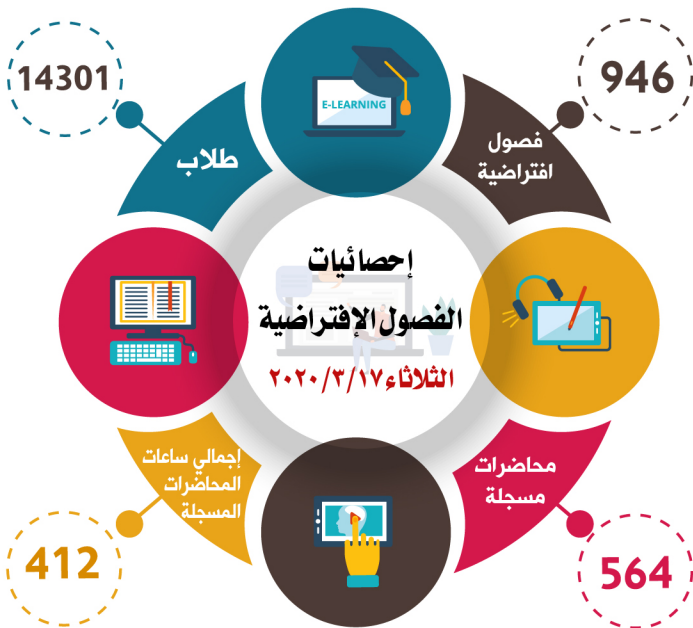 946
فصول
افتراضية
14301
طلاب
E-LEARNING
إحصائيات
الفصول الإفتراضية
الثلاثاء ٢٠٢٠/٣/١٧
محاضرات
مسجلة
564
إجمالي ساعات
المحاضرات
المسجلة
412